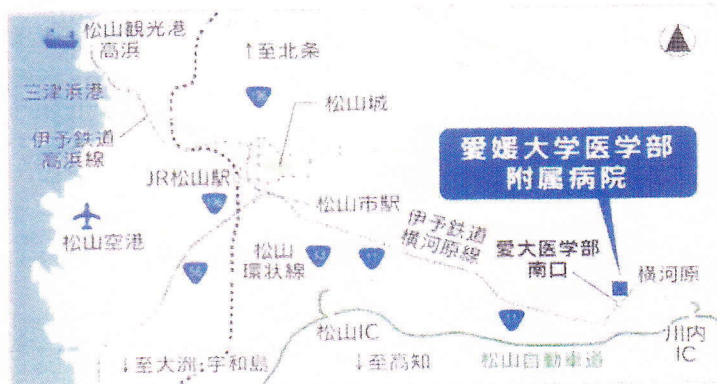 松山観光港
高浜
↑至北条
三津浜港
松山城
伊予鉄道
高浜線
愛媛大学医学部
附属病院
JR松山駅
松山市駅
伊予鉄道
横河原線
松山空港
愛大医学部
南口
松山
環状線
56
横河原
松山IC
11
川内
IC
↓至大洲・宇和島
↓至高知
松山自動車道